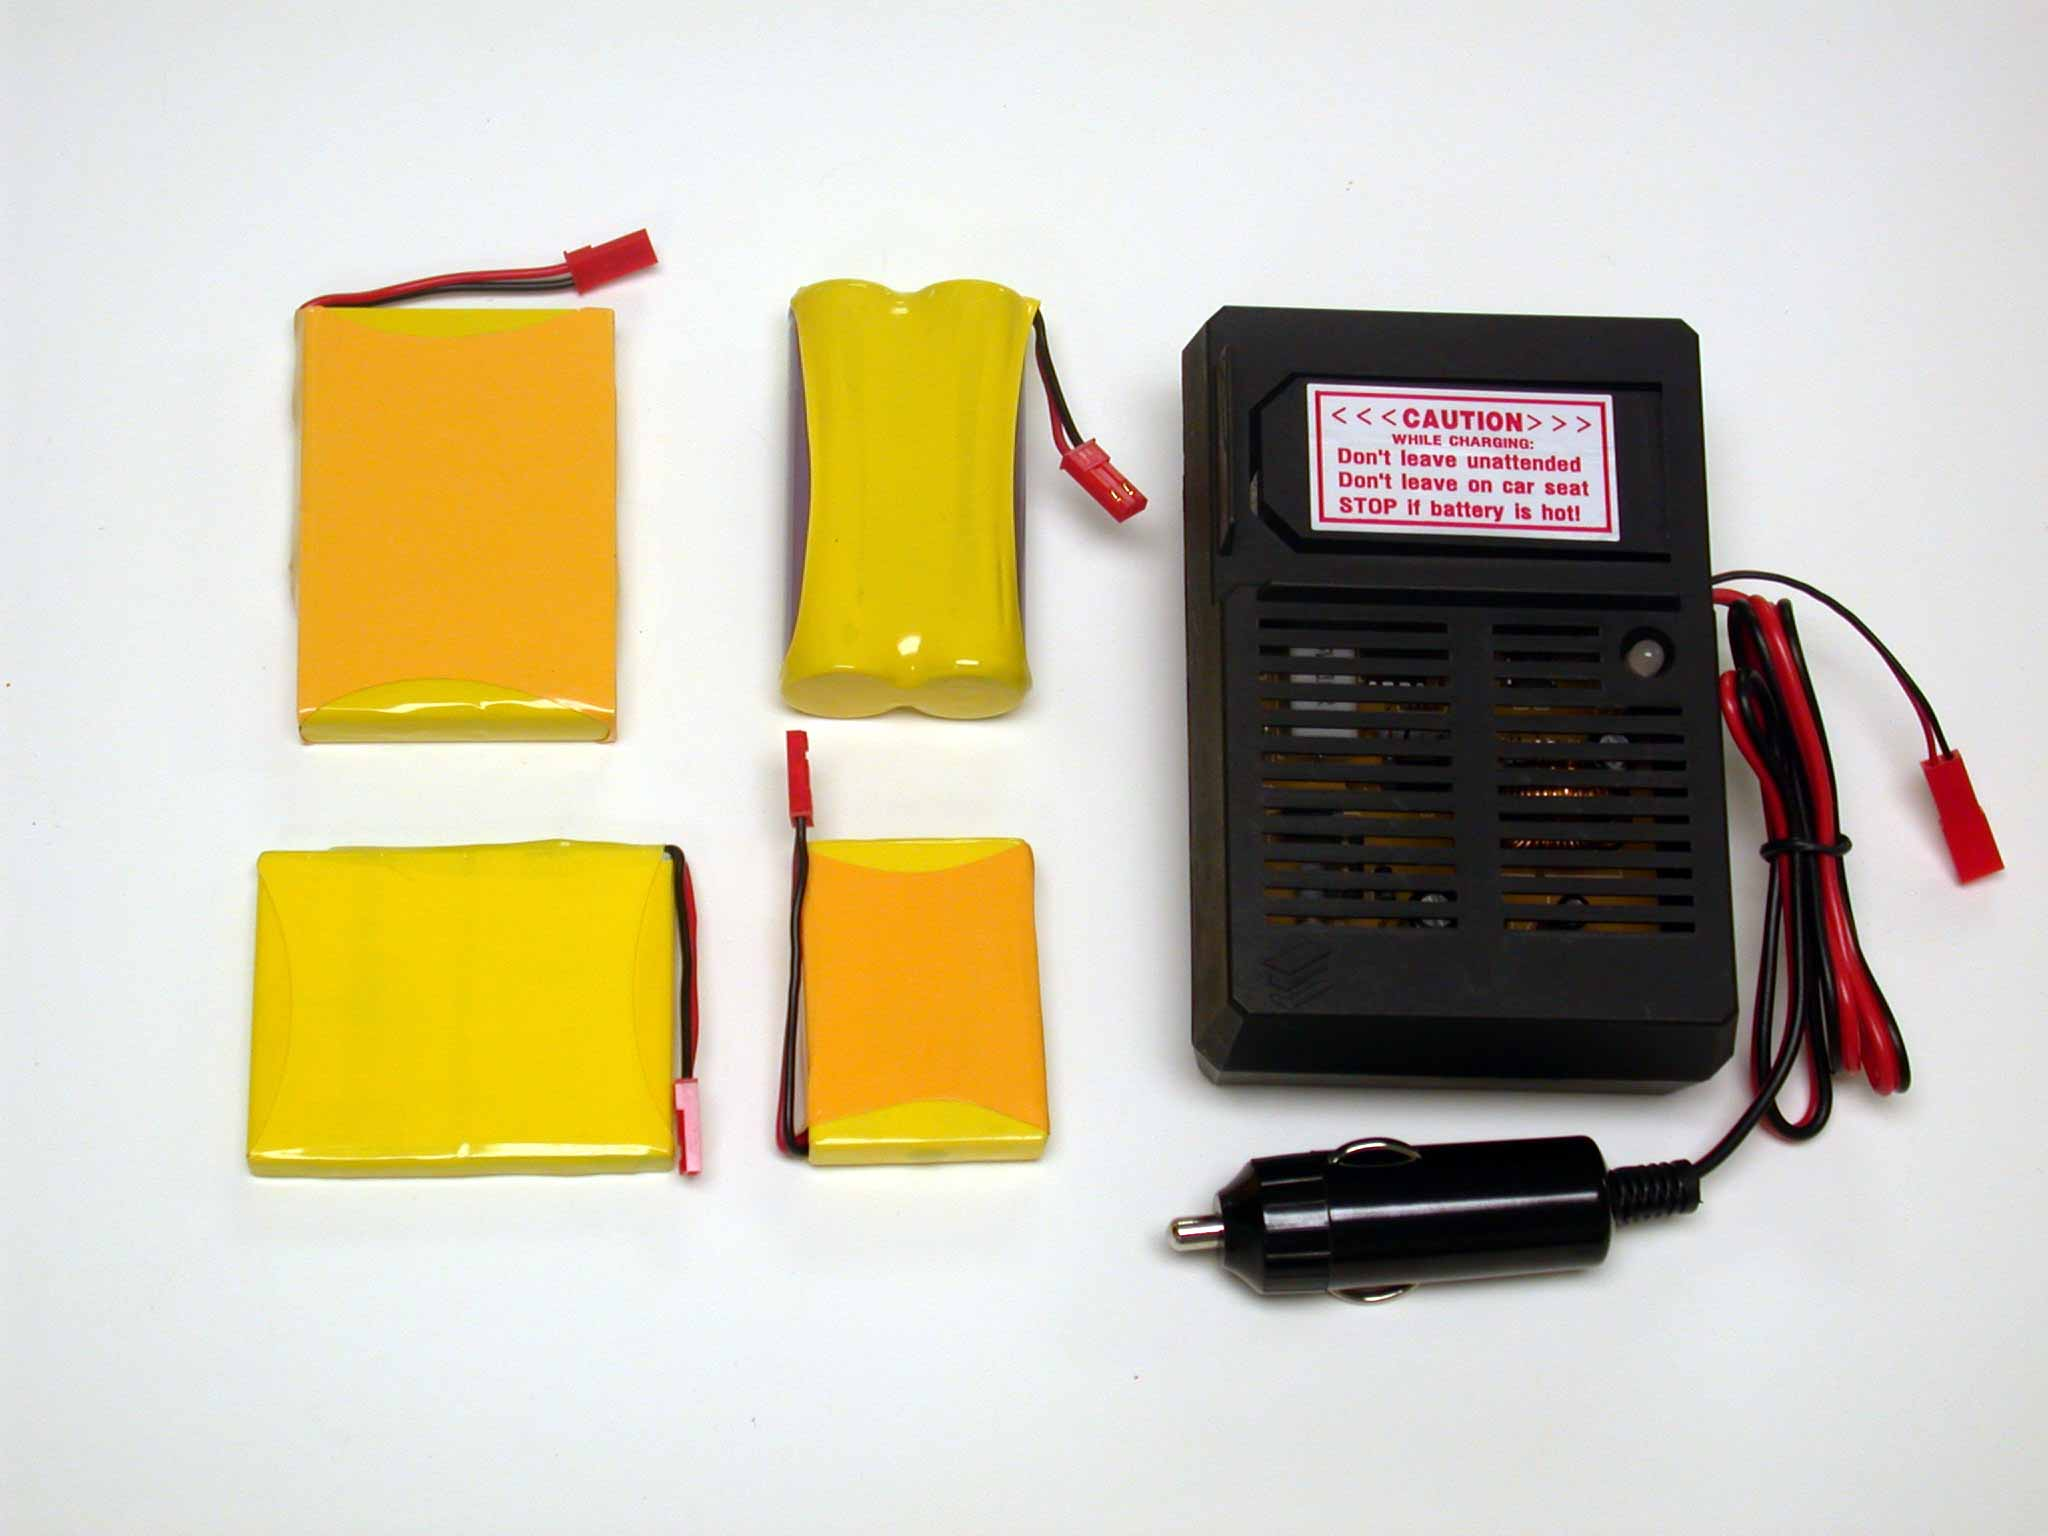 < < <CAUTION> > >
WHILE CHARGING:
Don't leave unattended
Don't leave on car seat
STOP if battery is hot!